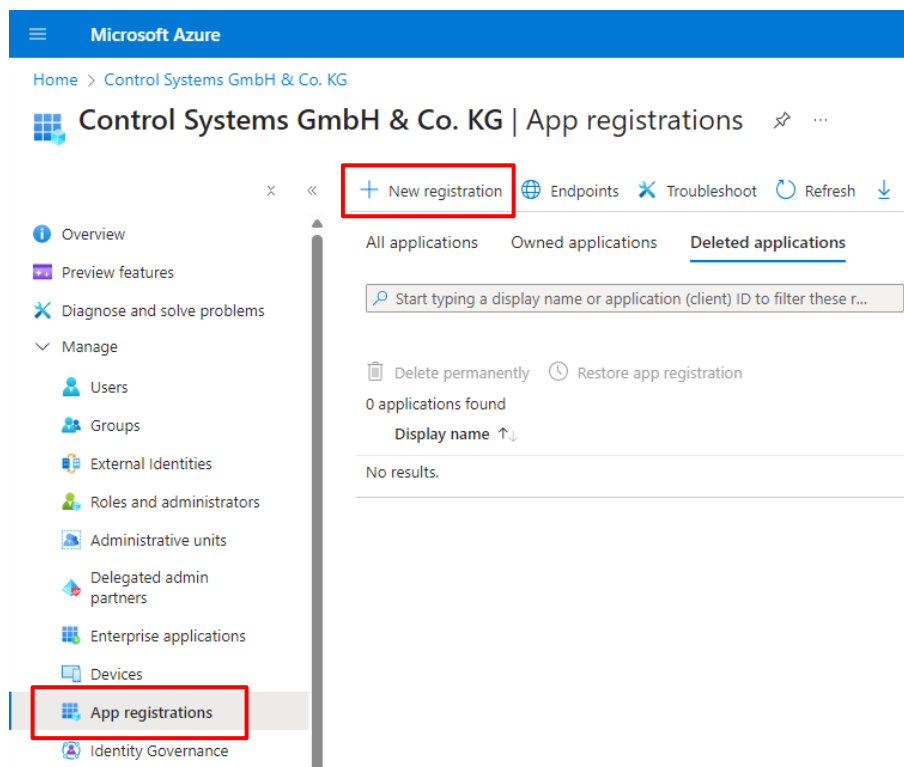 Microsoft Azure
Home > Control Systems GmbH & Co. KG
Control Systems GmbH & Co. KG | App registrations
New registration
Endpoints
Troubleshoot
Refresh
Overview
Preview features
Diagnose and solve problems
Manage
Users
Groups
External Identities
Roles and administrators
Administrative units
Delegated admin
partners
Enterprise applications
Devices
App registrations
Identity Governance
All applications
Owned applications
Deleted applications
Start typing a display name or application (client) ID to filter these r...
Delete permanently
Restore app registration
0 applications found
Display name
No results.